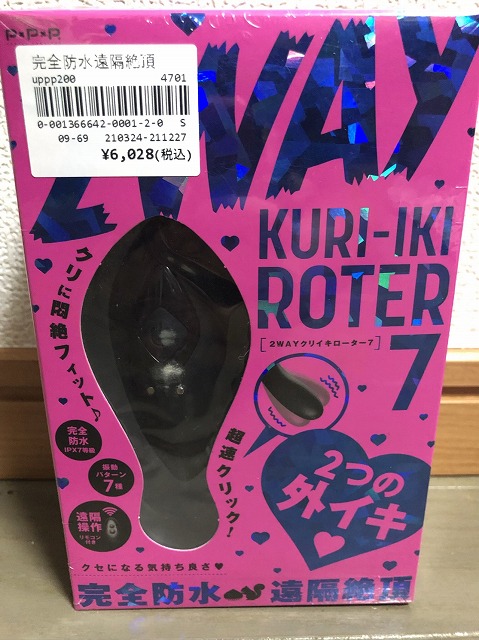 P·P·P
完全防水遠隔絶頂
uppp200 4701
0-001366642-0001-2-0 S
09-69 210324-211227
¥6,028(税込)
2WAY
KURI-IKI
ROTER
7
[2WAYクリイキローター7]
クリに悶絶フィット♪
超速クリック!
完全
防水
IPX7等級
振動
パターン
7種
遠隔
操作
リモコン
付き
2つの
外イキ
クセになる気持ち良さ♥
完全防水 遠隔絶頂